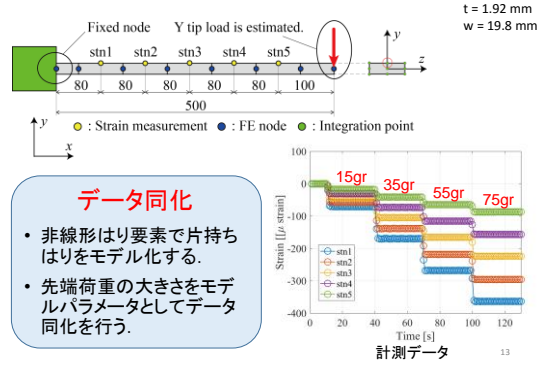 t = 1.92 mm
w = 19.8 mm
Fixed node
Y tip load is estimated.
stn1 stn2 stn3 stn4 stn5
y
z
80 80 80 80 80 100
500
y
x
: Strain measurement : FE node : Integration point
データ同化
• 非線形はり要素で片持ちはりをモデル化する.
• 先端荷重の大きさをモデルパラメータとしてデータ同化を行う.
100
0
-100
-200
-300
-400
Strain [[μ strain]
15gr
35gr
55gr
75gr
stn1
stn2
stn3
stn4
stn5
0 20 40 60 80 100 120
Time [s]
計測データ
13